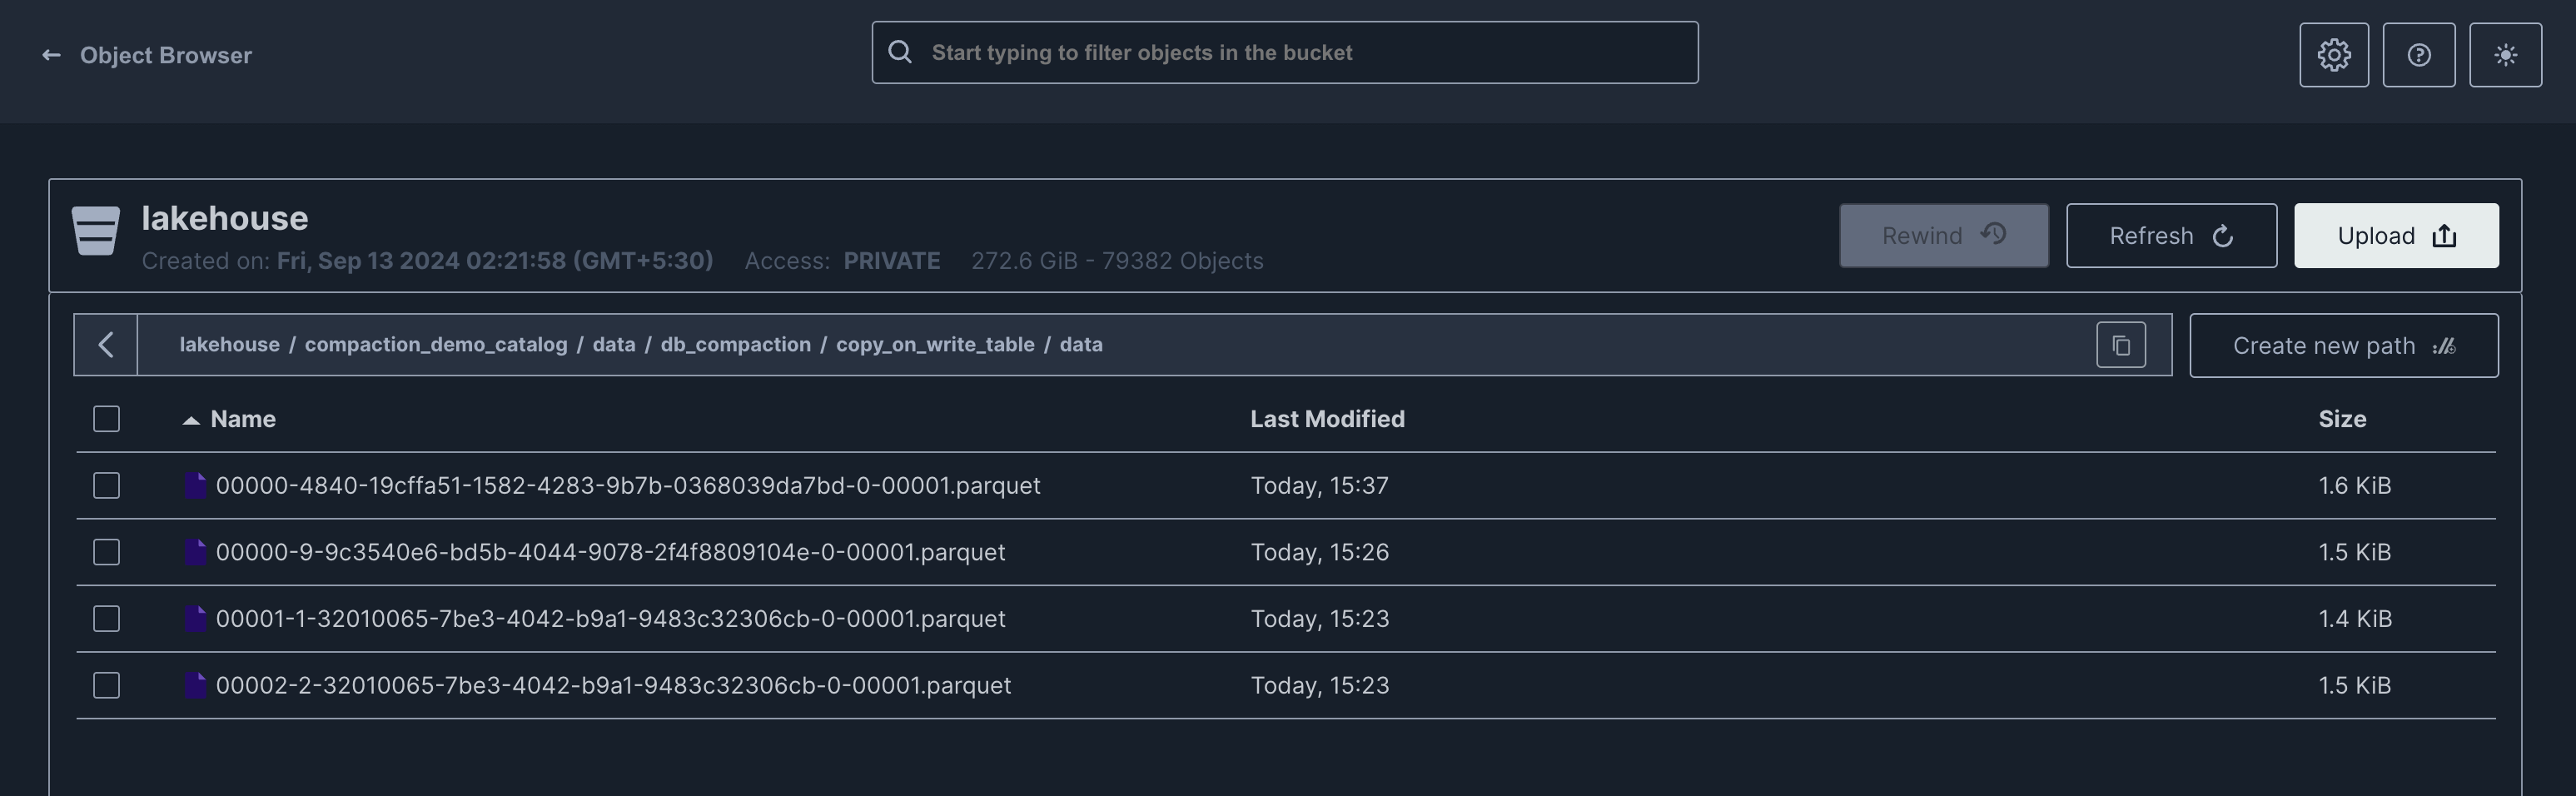 Object Browser
Start typing to filter objects in the bucket
lakehouse
Created on: Fri, Sep 13 2024 02:21:58 (GMT+5:30) Access: PRIVATE 272.6 GiB - 79382 Objects
Rewind
Refresh
Upload
lakehouse / compaction_demo_catalog / data / db_compaction / copy_on_write_table / data
Create new path
Name Last Modified Size
00000-4840-19cffa51-1582-4283-9b7b-0368039da7bd-0-00001.parquet Today, 15:37 1.6 KiB
00000-9-9c3540e6-bd5b-4044-9078-2f4f8809104e-0-00001.parquet Today, 15:26 1.5 KiB
00001-1-32010065-7be3-4042-b9a1-9483c32306cb-0-00001.parquet Today, 15:23 1.4 KiB
00002-2-32010065-7be3-4042-b9a1-9483c32306cb-0-00001.parquet Today, 15:23 1.5 KiB